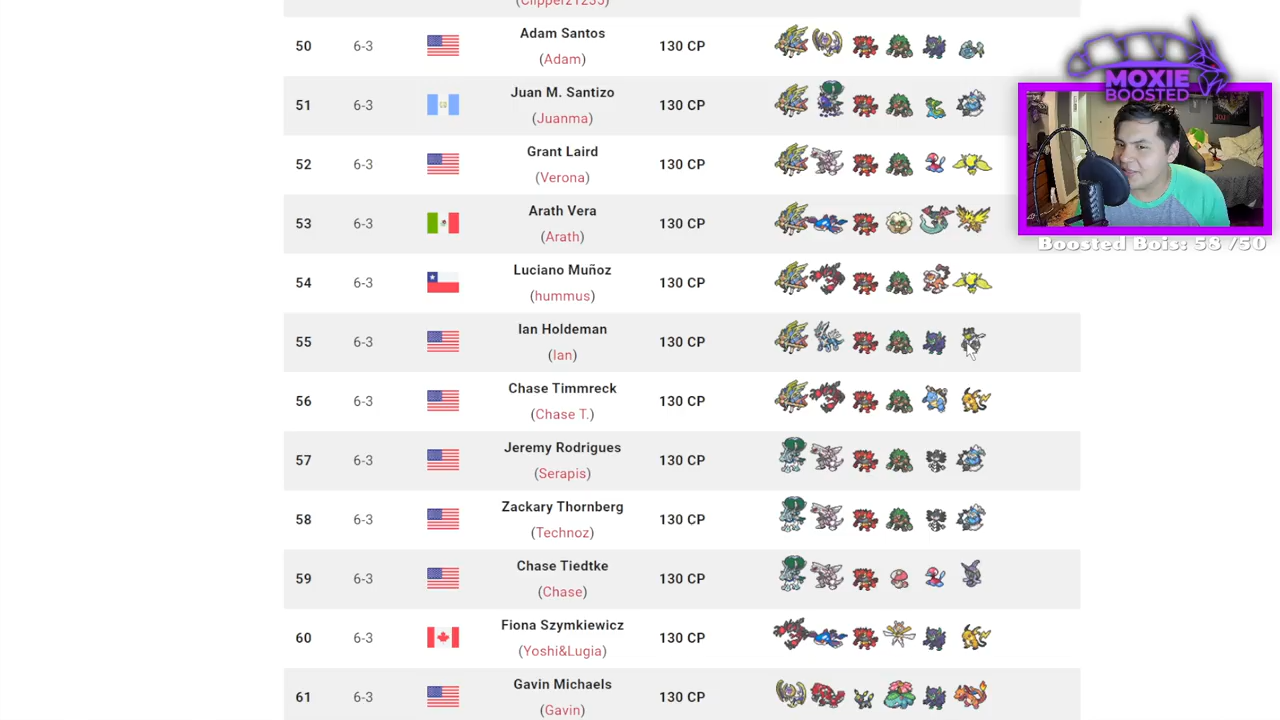 (Clipper21235)
50 6-3 Adam Santos (Adam) 130 CP
51 6-3 Juan M. Santizo (Juanma) 130 CP
52 6-3 Grant Laird (Verona) 130 CP
53 6-3 Arath Vera (Arath) 130 CP
54 6-3 Luciano Muñoz (hummus) 130 CP
55 6-3 Ian Holdeman (Ian) 130 CP
56 6-3 Chase Timmreck (Chase T.) 130 CP
57 6-3 Jeremy Rodrigues (Serapis) 130 CP
58 6-3 Zackary Thornberg (Technoz) 130 CP
59 6-3 Chase Tiedtke (Chase) 130 CP
60 6-3 Fiona Szymkiewicz (Yoshi&Lugia) 130 CP
61 6-3 Gavin Michaels (Gavin) 130 CP
MOXIE
BOOSTED
Boosted Bois: 58 /50